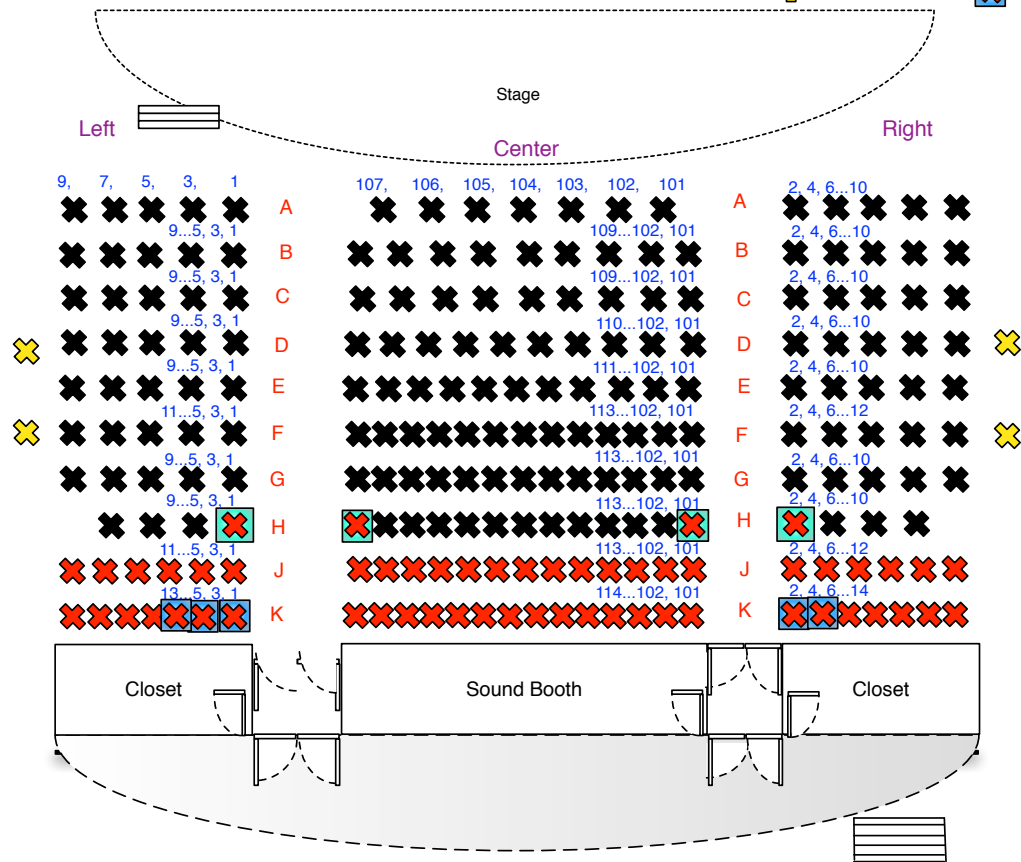 Stage
Left
Right
Center
9, 7, 5, 3, 1
107, 106, 105, 104, 103, 102, 101
2, 4, 6...10
A
A
9...5, 3, 1
109...102, 101
2, 4, 6...10
B
B
9...5, 3, 1
109...102, 101
2, 4, 6...10
C
C
9...5, 3, 1
110...102, 101
2, 4, 6...10
D
D
9...5, 3, 1
111...102, 101
2, 4, 6...10
E
E
11...5, 3, 1
113...102, 101
2, 4, 6...12
F
F
9...5, 3, 1
113...102, 101
2, 4, 6...10
G
G
9...5, 3, 1
113...102, 101
2, 4, 6...10
H
H
11...5, 3, 1
113...102, 101
2, 4, 6...12
J
J
13...5, 3, 1
114...102, 101
2, 4, 6...14
K
K
Closet
Sound Booth
Closet